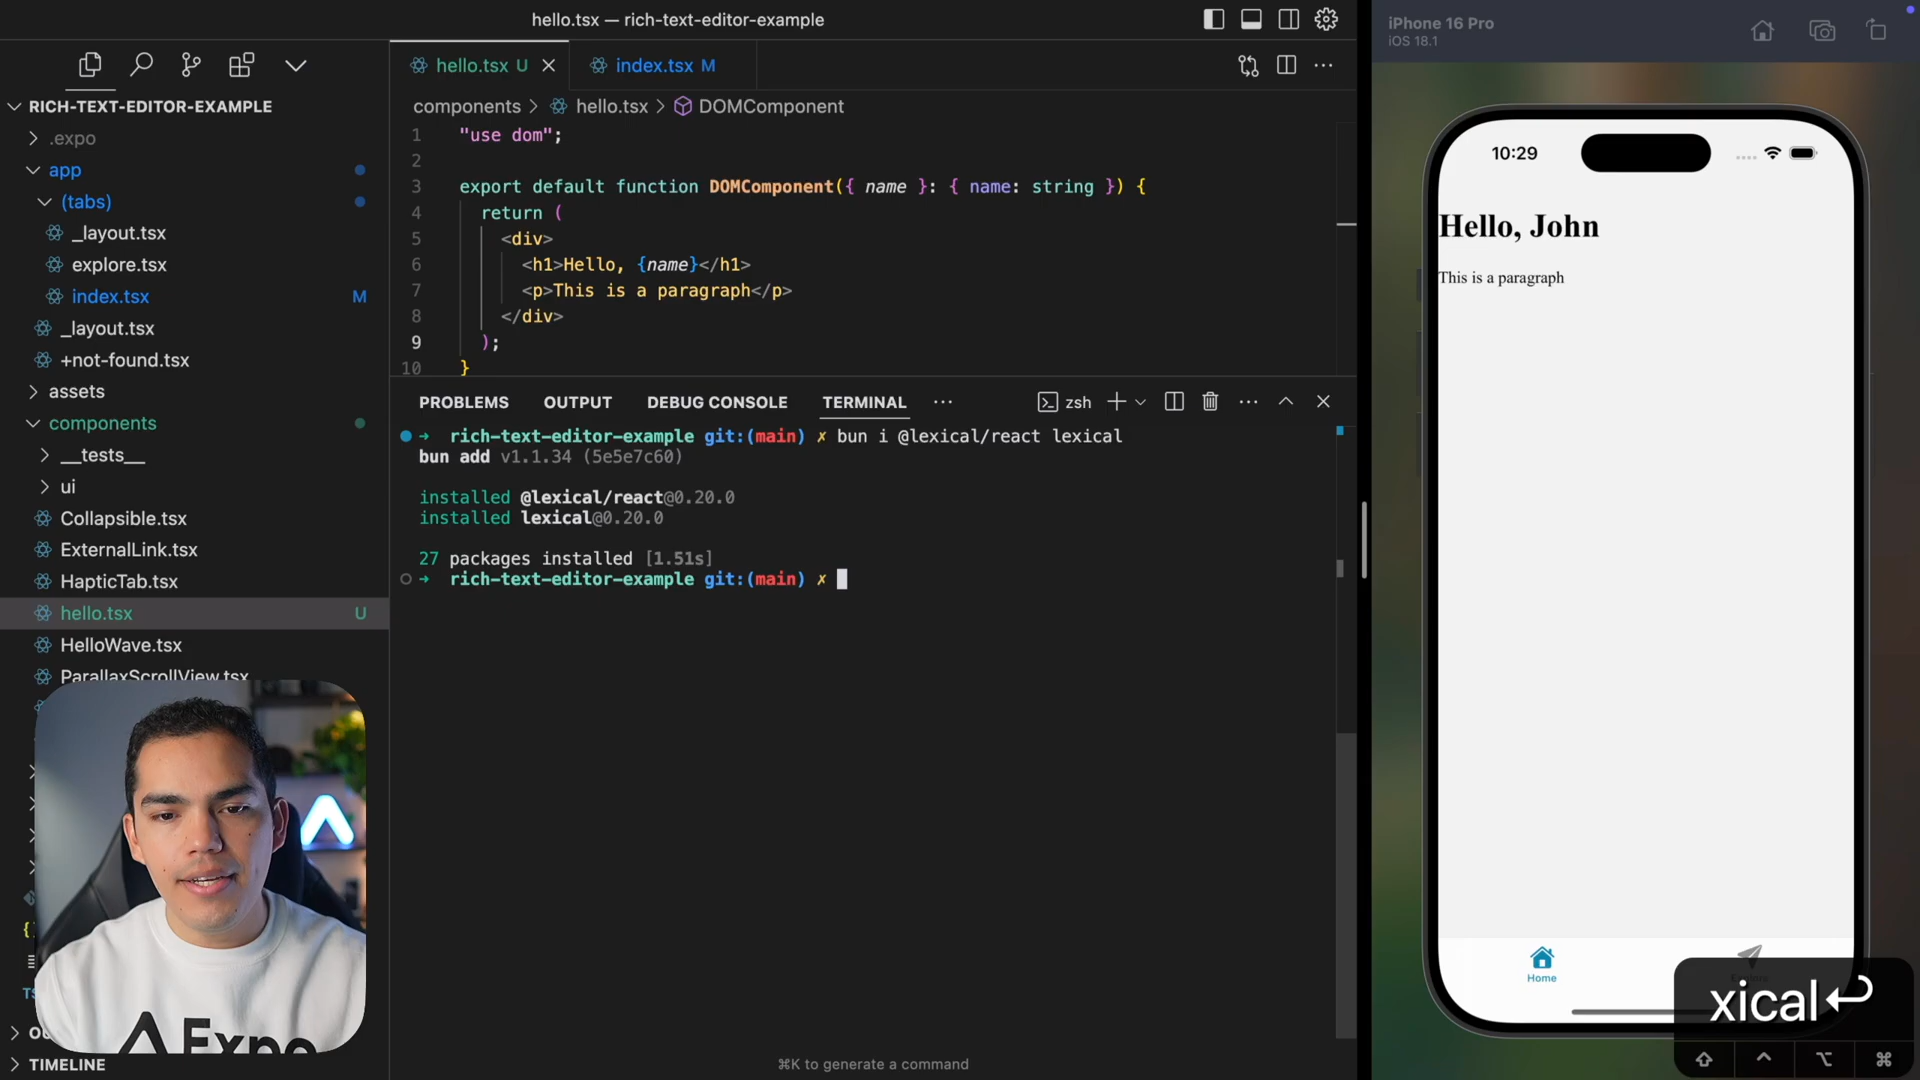 hello.tsx — rich-text-editor-example
RICH-TEXT-EDITOR-EXAMPLE
.expo
app
(tabs)
_layout.tsx
explore.tsx
index.tsx M
_layout.tsx
+not-found.tsx
assets
components
__tests__
ui
Collapsible.tsx
ExternalLink.tsx
HapticTab.tsx
hello.tsx U
HelloWave.tsx
ParallaxScrollView.tsx
TIMELINE
Expo
hello.tsx U
index.tsx M
components > hello.tsx > DOMComponent
1 "use dom";
2
3 export default function DOMComponent({ name }: { name: string }) {
4 return (
5 <div>
6 <h1>Hello, {name}</h1>
7 <p>This is a paragraph</p>
8 </div>
9 );
10 }
PROBLEMS OUTPUT DEBUG CONSOLE TERMINAL ··· zsh
➜ rich-text-editor-example git:(main) ✗ bun i @lexical/react lexical
bun add v1.1.34 (5e5e7c60)
installed @lexical/react@0.20.0
installed lexical@0.20.0
27 packages installed [1.51s]
➜ rich-text-editor-example git:(main) ✗
⌘K to generate a command
iPhone 16 Pro
iOS 18.1
10:29
Hello, John
This is a paragraph
Home
xical↩